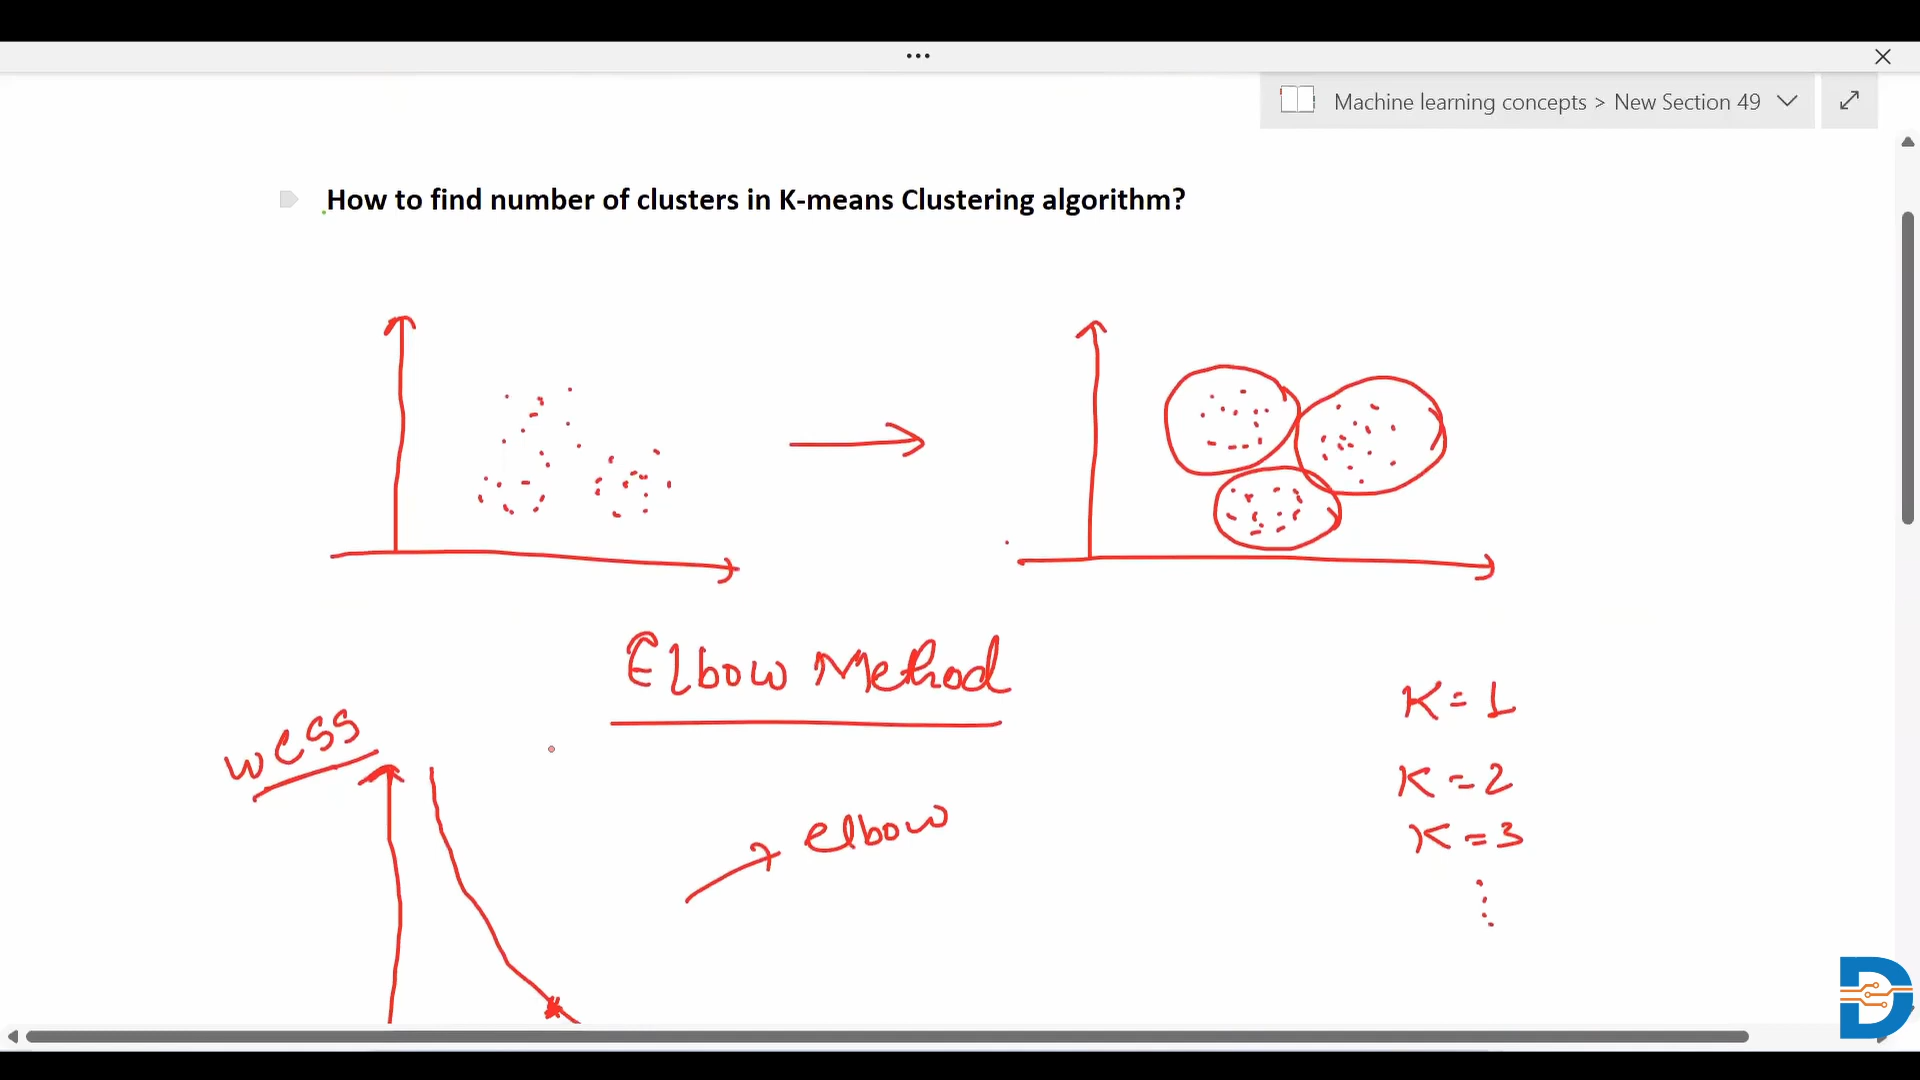 Machine learning concepts > New Section 49
How to find number of clusters in K-means Clustering algorithm?
Elbow Method
WCSS
elbow
K = 1
K = 2
K = 3